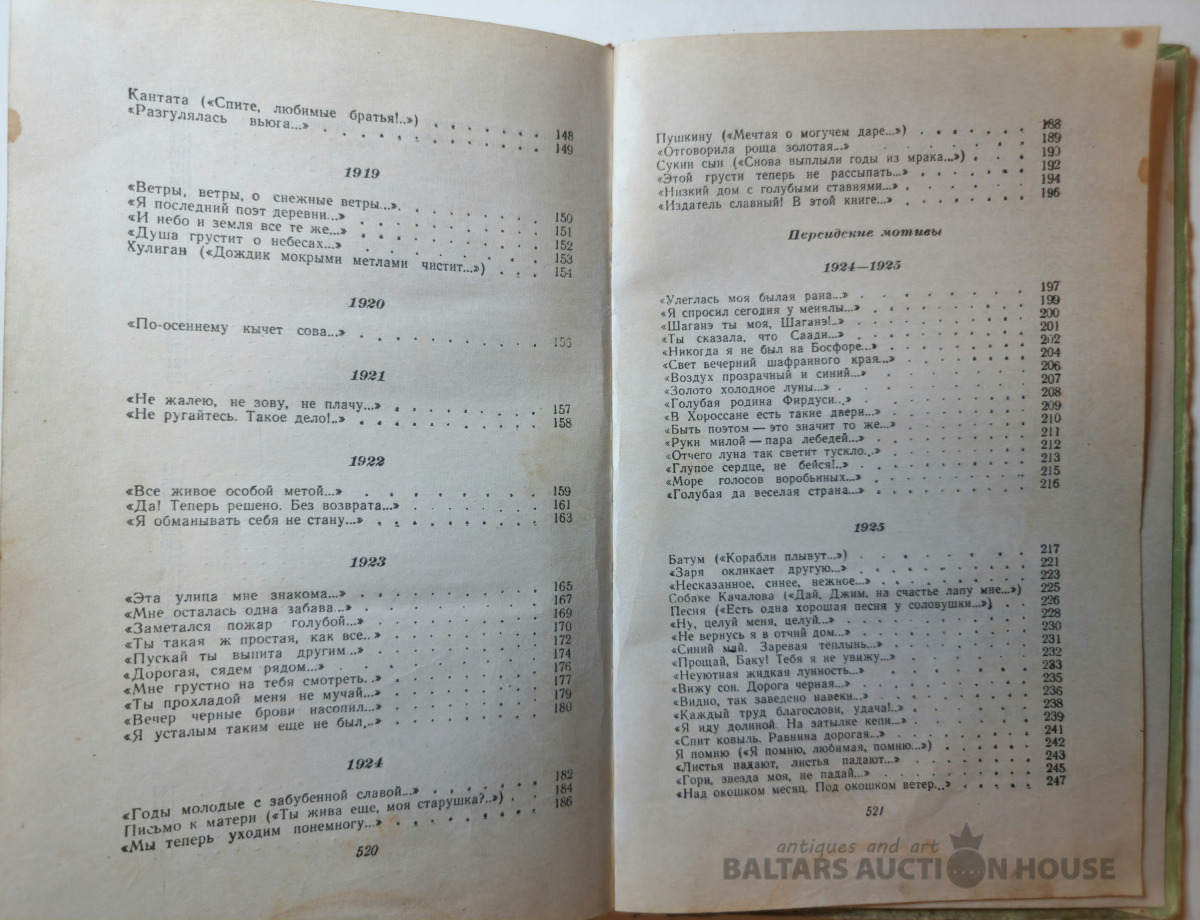 Кантата («Спите, любимые братья!..») . . . . . . 148
«Разгулялась вьюга...» . . . . . . . . . 149
1919
«Ветры, ветры, о снежные ветры...» . . . . . . . 150
«Я последний поэт деревни...» . . . . . . . . 151
«И небо и земля все те же...» . . . . . . . . 152
«Душа грустит о небесах...» . . . . . . . . 153
Хулиган («Дождик мокрыми метлами чистит...») . . . 154
1920
«По-осеннему кычет сова...» . . . . . . . . .
1921
«Не жалею, не зову, не плачу...» . . . . . . . . 157
«Не ругайтесь. Такое дело!..» . . . . . . . . . 158
1922
«Все живое особой метой...» . . . . . . . . 159
«Да! Теперь решено. Без возврата...» . . . . . . 161
«Я обманывать себя не стану...» . . . . . . . . 163
1923
«Эта улица мне знакома...» . . . . . . . . 165
«Мне осталась одна забава...» . . . . . . . . 167
«Заметался пожар голубой...» . . . . . . . . 169
«Ты такая ж простая, как все..» . . . . . . . 170
«Пускай ты выпита другим...» . . . . . . . . 172
«Дорогая, сядем рядом...» . . . . . . . . 174
«Мне грустно на тебя смотреть. .» . . . . . . . 176
«Ты прохладой меня не мучай...» . . . . . . . 177
«Вечер черные брови насопил...» . . . . . . . 179
«Я усталым таким еще не был...» . . . . . . . 180
1924
«Годы молодые с забубенной славой...» . . . . . . 182
Письмо к матери («Ты жива еще, моя старушка?..») . . 184
«Мы теперь уходим понемногу...» . . . . . . . 186
520
Пушкину («Мечтая о могучем даре...») . . . . . . 188
«Отговорила роща золотая...» . . . . . . . . 189
Сукин сын («Снова выплыли годы из мрака...») . . . 190
«Этой грусти теперь не рассыпать...» . . . . . . 192
«Низкий дом с голубыми ставнями...» . . . . . . 194
«Издатель славный! В этой книге...» . . . . . . 196
Персидские мотивы
1924—1925
«Улеглась моя былая рана...» . . . . . . . . 197
«Я спросил сегодня у менялы...» . . . . . . . 199
«Шаганэ ты моя, Шаганэ!..» . . . . . . . . 200
«Ты сказала, что Саади...» . . . . . . . . 201
«Никогда я не был на Босфоре...» . . . . . . . 202
«Свет вечерний шафранного края...» . . . . . . 204
«Воздух прозрачный и синий...» . . . . . . . 206
«Золото холодное луны...» . . . . . . . . 207
«Голубая родина Фирдуси...» . . . . . . . . 208
«В Хороссане есть такие двери...» . . . . . . . 209
«Быть поэтом — это значит то же...» . . . . . . 210
«Руки милой — пара лебедей...» . . . . . . . 211
«Отчего луна так светит тускло...» . . . . . . . 212
«Глупое сердце, не бейся!..» . . . . . . . . 213
«Море голосов воробьиных...» . . . . . . . . 215
«Голубая да веселая страна...» . . . . . . . . 216
1925
Батум («Корабли плывут...») . . . . . . . . 217
«Заря окликает другую...» . . . . . . . . 221
«Несказанное, синее, нежное...» . . . . . . . 223
Собаке Качалова («Дай, Джим, на счастье лапу мне...») 225
Песня («Есть одна хорошая песня у соловушки...») . . 226
«Ну, целуй меня, целуй...» . . . . . . . . 228
«Не вернусь я в отчий дом...» . . . . . . . . 230
«Синий май. Заревая теплынь...» . . . . . . . 231
«Прощай, Баку! Тебя я не увижу...» . . . . . . 232
«Неуютная жидкая лунность...» . . . . . . . 233
«Вижу сон. Дорога черная...» . . . . . . . . 235
«Видно, так заведено навеки...» . . . . . . . 236
«Каждый труд благослови, удача!..» . . . . . . 238
«Я иду долиной. На затылке кепи...» . . . . . . 239
«Спит ковыль. Равнина дорогая...» . . . . . . . 241
Я помню («Я помню, любимая, помню...») . . . . . 242
«Листья падают, листья падают...» . . . . . . . 243
«Гори, звезда моя, не падай...» . . . . . . . 245
«Над окошком месяц. Под окошком ветер...» . . . . 247
521
antiques and art
BALTARS AUCTION HOUSE